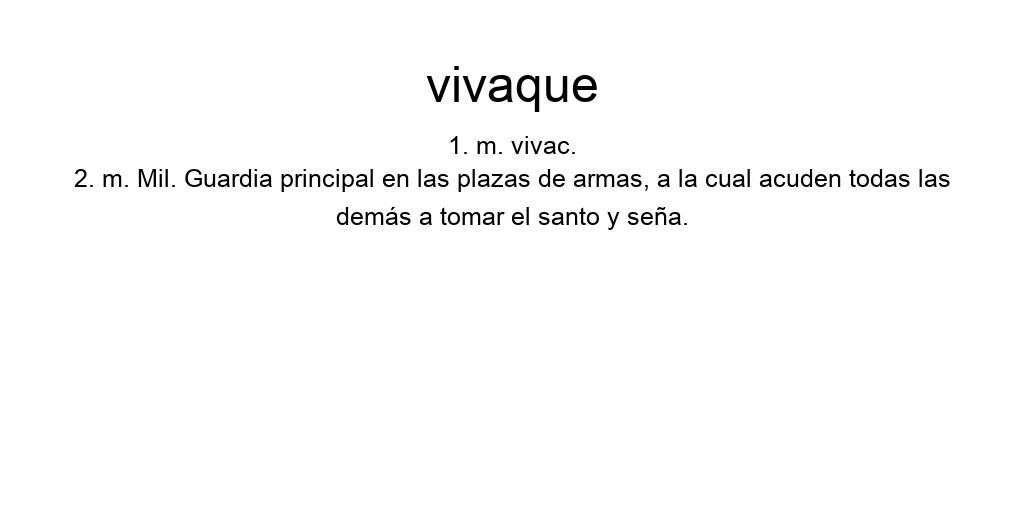 vivaque
1. m. vivac.
2. m. Mil. Guardia principal en las plazas de armas, a la cual acuden todas las
demás a tomar el santo y seña.